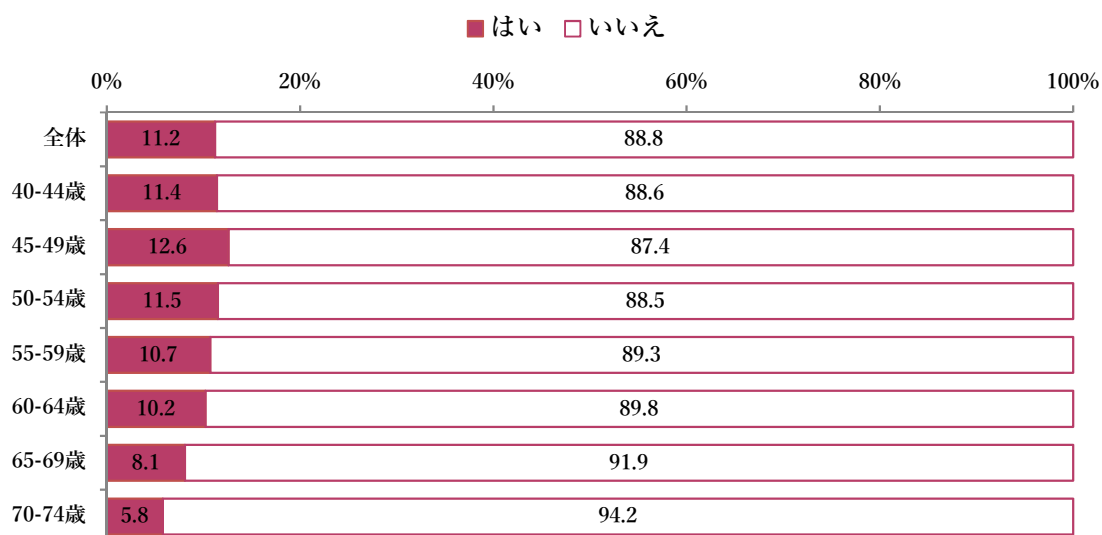 はい いいえ
0% 20% 40% 60% 80% 100%
全体 11.2 88.8
40-44歳 11.4 88.6
45-49歳 12.6 87.4
50-54歳 11.5 88.5
55-59歳 10.7 89.3
60-64歳 10.2 89.8
65-69歳 8.1 91.9
70-74歳 5.8 94.2